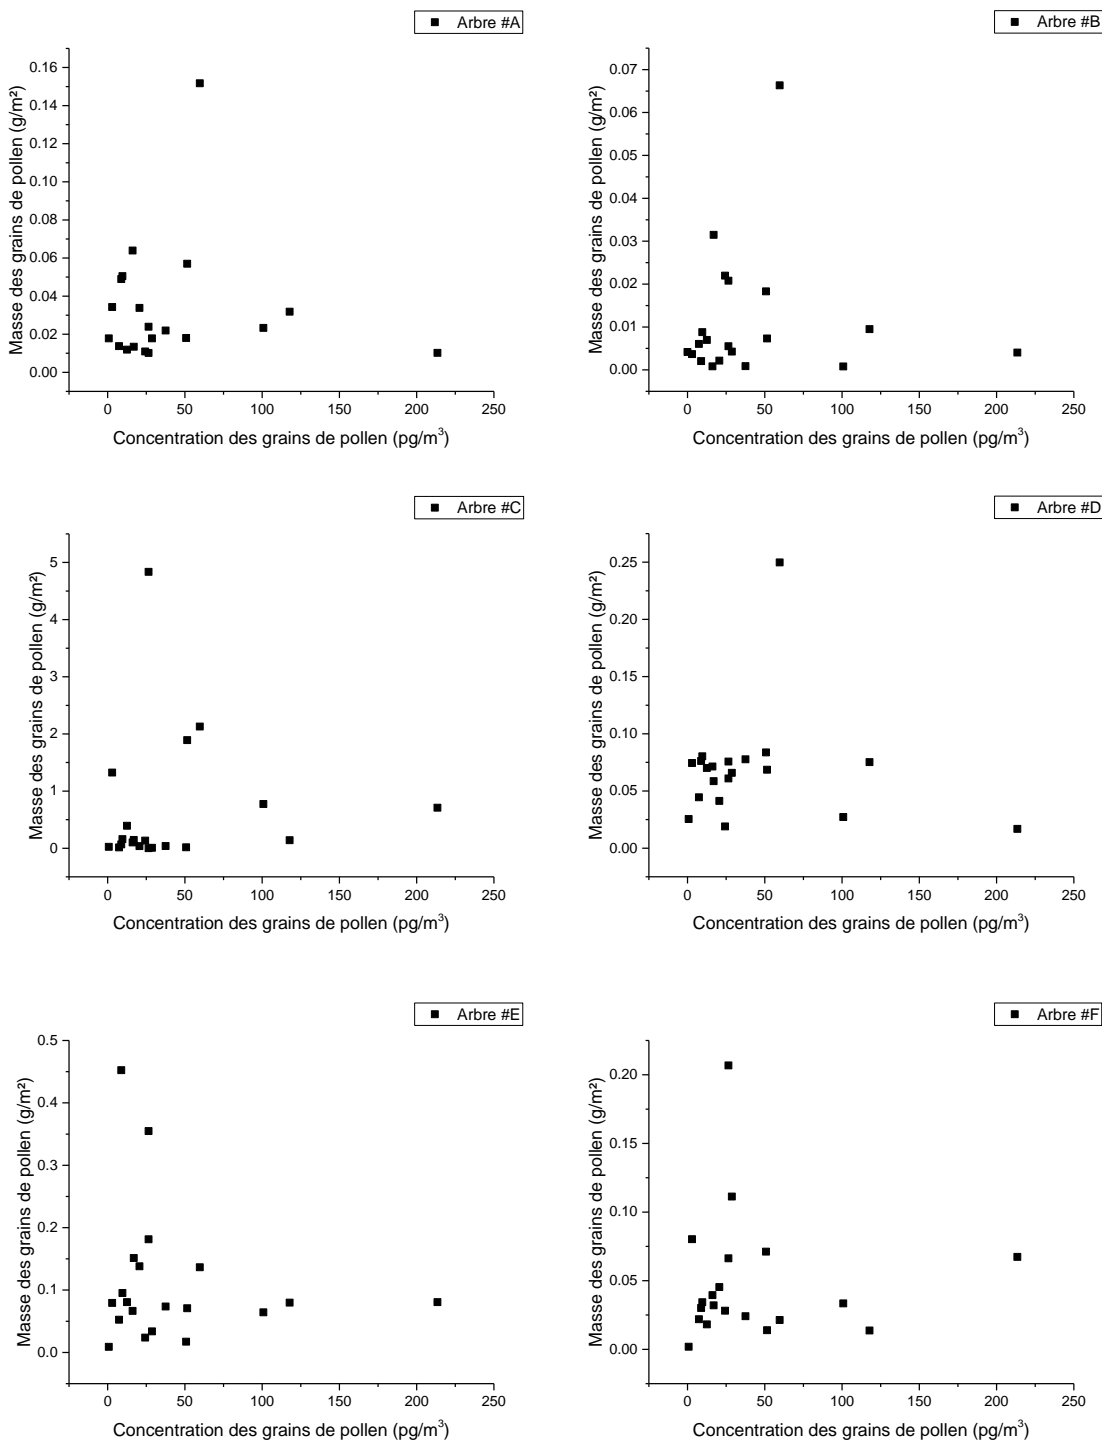 Arbre #A
Masse des grains de pollen (g/m²)
0.16
0.14
0.12
0.10
0.08
0.06
0.04
0.02
0.00
0 50 100 150 200 250
Concentration des grains de pollen (pg/m³)
Arbre #B
Masse des grains de pollen (g/m²)
0.07
0.06
0.05
0.04
0.03
0.02
0.01
0.00
0 50 100 150 200 250
Concentration des grains de pollen (pg/m³)
Arbre #C
Masse des grains de pollen (g/m²)
5
4
3
2
1
0
0 50 100 150 200 250
Concentration des grains de pollen (pg/m³)
Arbre #D
Masse des grains de pollen (g/m²)
0.25
0.20
0.15
0.10
0.05
0.00
0 50 100 150 200 250
Concentration des grains de pollen (pg/m³)
Arbre #E
Masse des grains de pollen (g/m²)
0.5
0.4
0.3
0.2
0.1
0.0
0 50 100 150 200 250
Concentration des grains de pollen (pg/m³)
Arbre #F
Masse des grains de pollen (g/m²)
0.20
0.15
0.10
0.05
0.00
0 50 100 150 200 250
Concentration des grains de pollen (pg/m³)